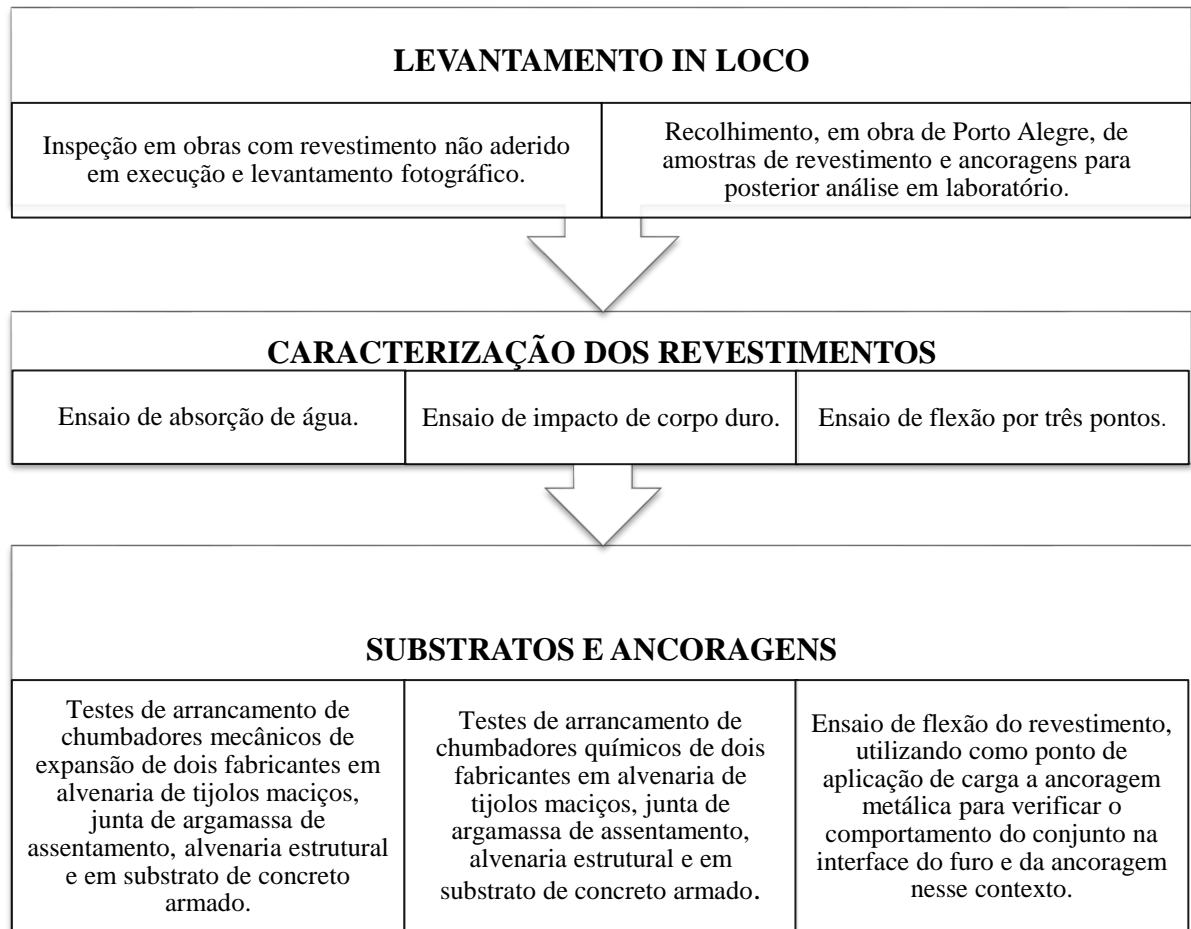 LEVANTAMENTO IN LOCO
Inspeção em obras com revestimento não aderido
em execução e levantamento fotográfico.
Recolhimento, em obra de Porto Alegre, de
amostras de revestimento e ancoragens para
posterior análise em laboratório.
CARACTERIZAÇÃO DOS REVESTIMENTOS
Ensaio de absorção de água.
Ensaio de impacto de corpo duro.
Ensaio de flexão por três pontos.
SUBSTRATOS E ANCORAGENS
Testes de arrancamento de
chumbadores mecânicos de
expansão de dois fabricantes em
alvenaria de tijolos maciços,
junta de argamassa de
assentamento, alvenaria estrutural
e em substrato de concreto
armado.
Testes de arrancamento de
chumbadores químicos de dois
fabricantes em alvenaria de
tijolos maciços, junta de
argamassa de assentamento,
alvenaria estrutural e em
substrato de concreto armado.
Ensaio de flexão do revestimento,
utilizando como ponto de
aplicação de carga a ancoragem
metálica para verificar o
comportamento do conjunto na
interface do furo e da ancoragem
nesse contexto.